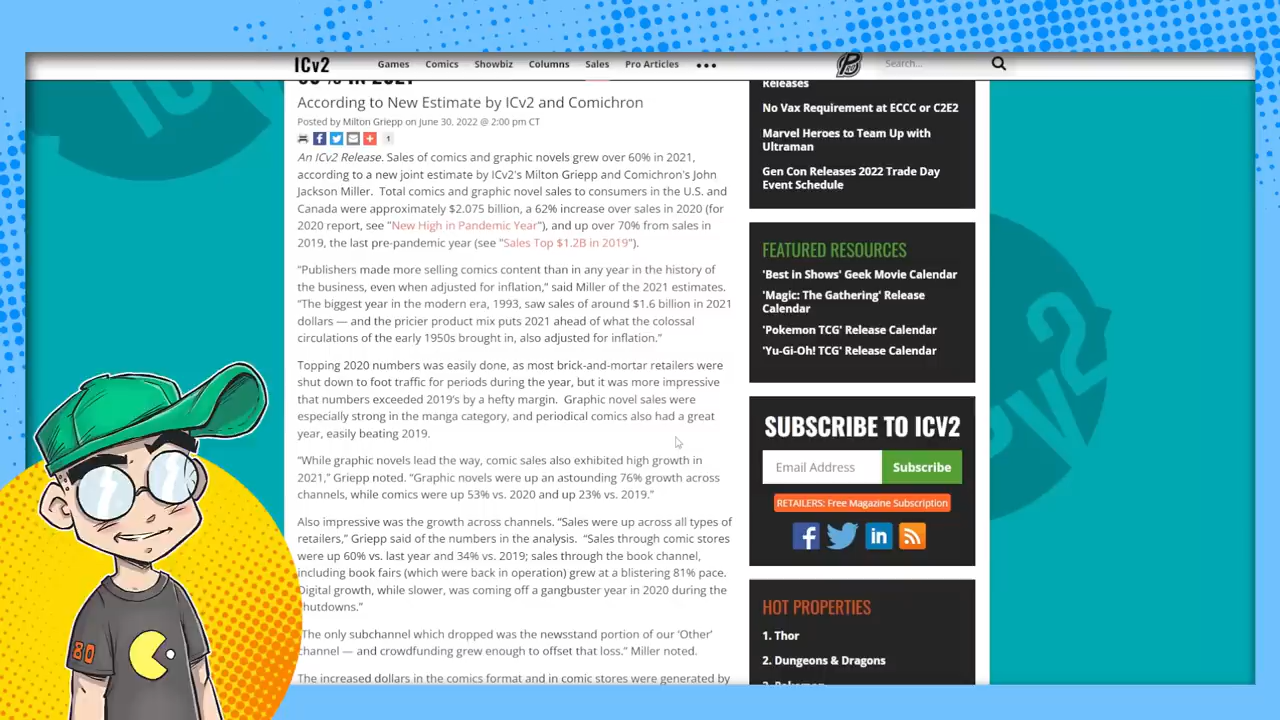 ICv2
Games
Comics
Showbiz
Columns
Sales
Pro Articles
Search...
According to New Estimate by ICv2 and Comichron
Posted by Milton Griepp on June 30, 2022 @ 2:00 pm CT
1
An ICv2 Release. Sales of comics and graphic novels grew over 60% in 2021,
according to a new joint estimate by ICv2's Milton Griepp and Comichron's John
Jackson Miller.  Total comics and graphic novel sales to consumers in the U.S. and
Canada were approximately $2.075 billion, a 62% increase over sales in 2020 (for
2020 report, see "New High in Pandemic Year"), and up over 70% from sales in
2019, the last pre-pandemic year (see "Sales Top $1.2B in 2019").
"Publishers made more selling comics content than in any year in the history of
the business, even when adjusted for inflation," said Miller of the 2021 estimates.
"The biggest year in the modern era, 1993, saw sales of around $1.6 billion in 2021
dollars — and the pricier product mix puts 2021 ahead of what the colossal
circulations of the early 1950s brought in, also adjusted for inflation."
Topping 2020 numbers was easily done, as most brick-and-mortar retailers were
shut down to foot traffic for periods during the year, but it was more impressive
that numbers exceeded 2019's by a hefty margin.  Graphic novel sales were
especially strong in the manga category, and periodical comics also had a great
year, easily beating 2019.
"While graphic novels lead the way, comic sales also exhibited high growth in
2021," Griepp noted. "Graphic novels were up an astounding 76% growth across
channels, while comics were up 53% vs. 2020 and up 23% vs. 2019."
Also impressive was the growth across channels. "Sales were up across all types of
retailers," Griepp said of the numbers in the analysis.  "Sales through comic stores
were up 60% vs. last year and 34% vs. 2019; sales through the book channel,
including book fairs (which were back in operation) grew at a blistering 81% pace.
Digital growth, while slower, was coming off a gangbuster year in 2020 during the
shutdowns."
"The only subchannel which dropped was the newsstand portion of our 'Other'
channel — and crowdfunding grew enough to offset that loss." Miller noted.
The increased dollars in the comics format and in comic stores were generated by
Releases
No Vax Requirement at ECCC or C2E2
Marvel Heroes to Team Up with
Ultraman
Gen Con Releases 2022 Trade Day
Event Schedule
FEATURED RESOURCES
'Best in Shows' Geek Movie Calendar
'Magic: The Gathering' Release
Calendar
'Pokemon TCG' Release Calendar
'Yu-Gi-Oh! TCG' Release Calendar
SUBSCRIBE TO ICV2
Email Address
Subscribe
RETAILERS: Free Magazine Subscription
HOT PROPERTIES
1. Thor
2. Dungeons & Dragons
80